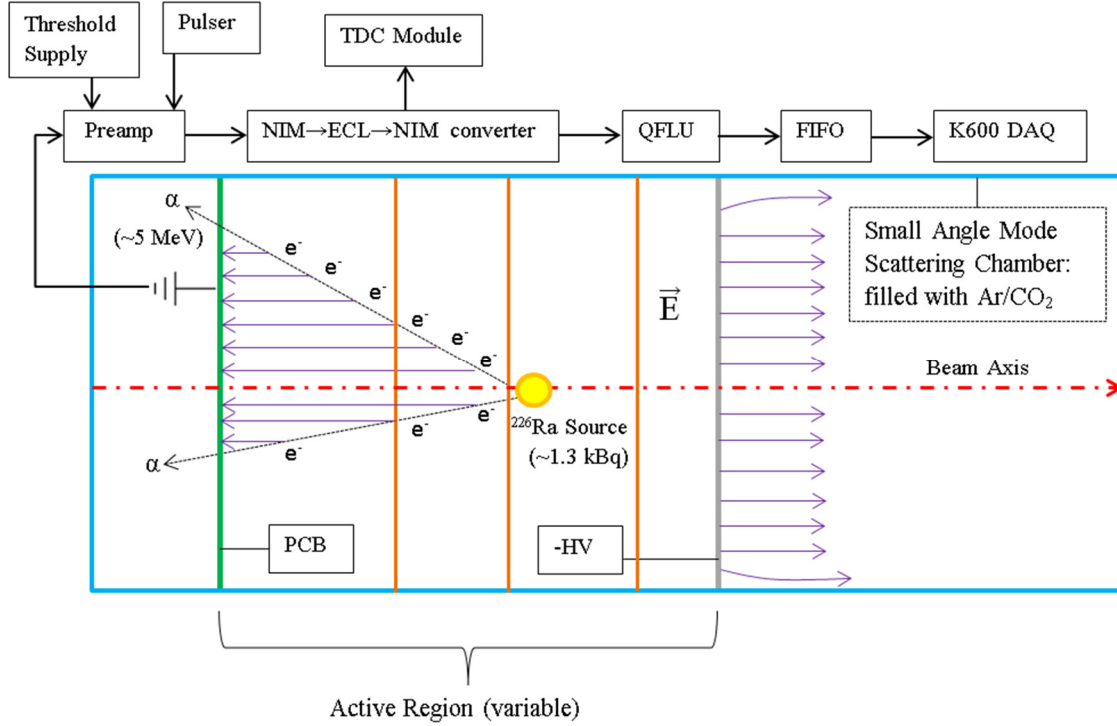 Threshold
Supply
Pulser
TDC Module
Preamp
NIM→ECL→NIM converter
QFLU
FIFO
K600 DAQ
α
(~5 MeV)
e⁻
e⁻
e⁻
e⁻
e⁻
e⁻
E
Small Angle Mode
Scattering Chamber:
filled with Ar/CO₂
Beam Axis
e⁻
e⁻
e⁻
²²⁶Ra Source
(~1.3 kBq)
α
PCB
-HV
Active Region (variable)